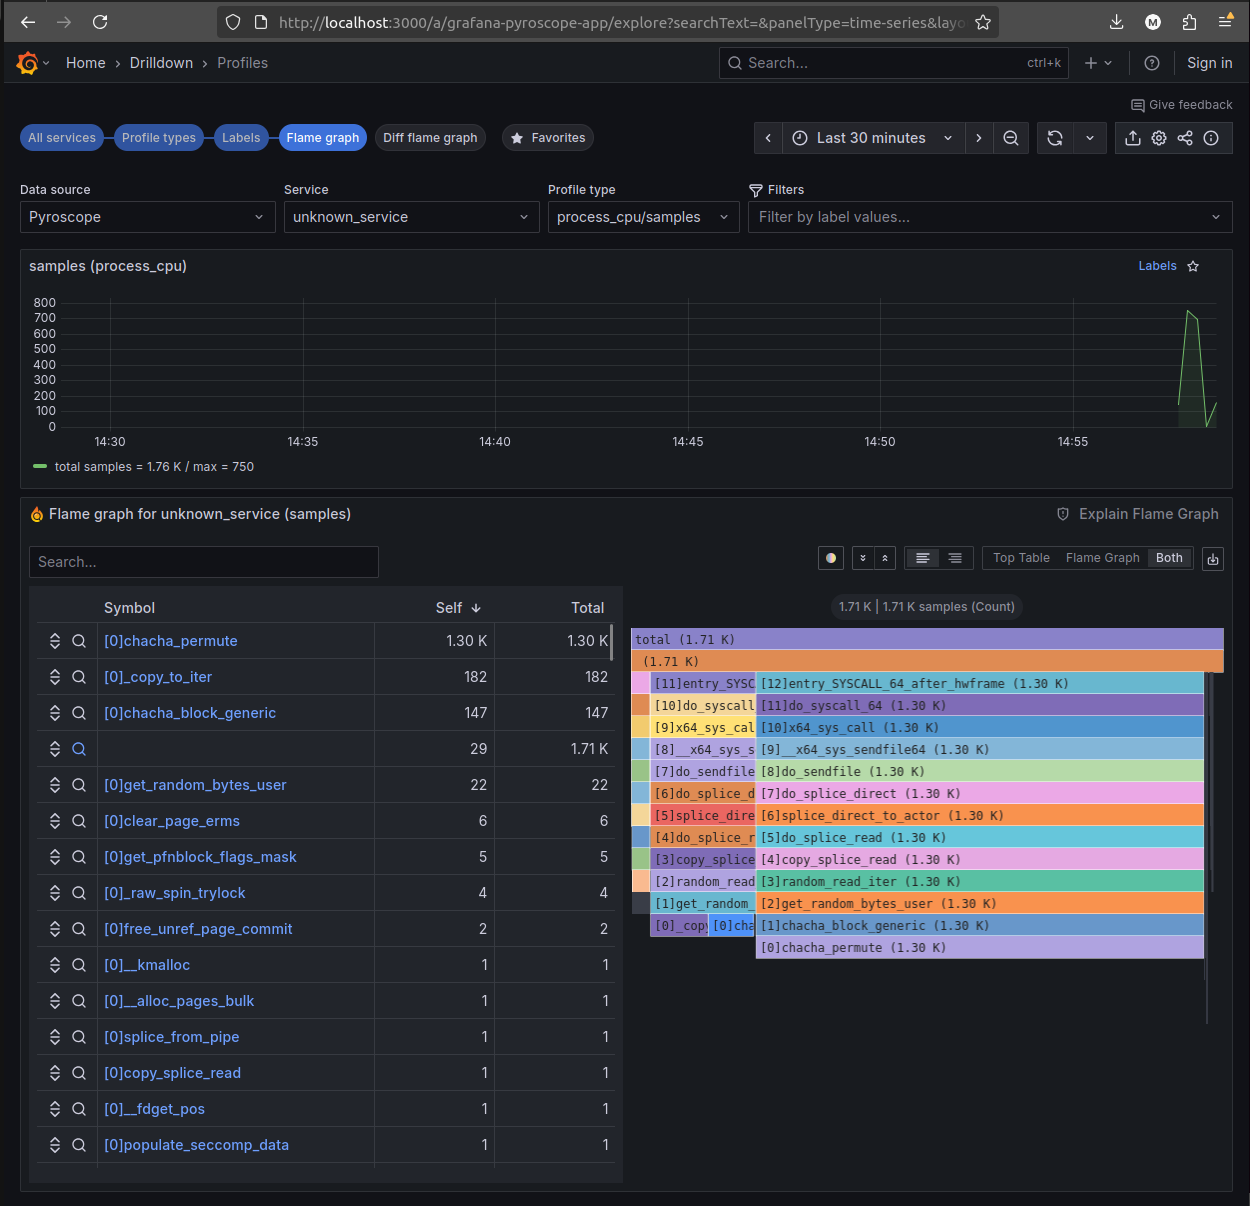 http://localhost:3000/a/grafana-pyroscope-app/explore?searchText=&panelType=time-series&layo
M
Home › Drilldown › Profiles
Search... ctrl+k
Sign in
Give feedback
All services Profile types Labels Flame graph Diff flame graph Favorites
Last 30 minutes
Data source Service Profile type Filters
Pyroscope unknown_service process_cpu/samples Filter by label values...
samples (process_cpu) Labels
800
700
600
500
400
300
200
100
0
14:30 14:35 14:40 14:45 14:50 14:55
total samples = 1.76 K / max = 750
Flame graph for unknown_service (samples) Explain Flame Graph
Search... Top Table Flame Graph Both
Symbol Self Total
[0]chacha_permute 1.30 K 1.30 K
[0]_copy_to_iter 182 182
[0]chacha_block_generic 147 147
29 1.71 K
[0]get_random_bytes_user 22 22
[0]clear_page_erms 6 6
[0]get_pfnblock_flags_mask 5 5
[0]_raw_spin_trylock 4 4
[0]free_unref_page_commit 2 2
[0]__kmalloc 1 1
[0]__alloc_pages_bulk 1 1
[0]splice_from_pipe 1 1
[0]copy_splice_read 1 1
[0]__fdget_pos 1 1
[0]populate_seccomp_data 1 1
1.71 K | 1.71 K samples (Count)
total (1.71 K)
(1.71 K)
[11]entry_SYSC [12]entry_SYSCALL_64_after_hwframe (1.30 K)
[10]do_syscall [11]do_syscall_64 (1.30 K)
[9]x64_sys_cal [10]x64_sys_call (1.30 K)
[8]__x64_sys_s [9]__x64_sys_sendfile64 (1.30 K)
[7]do_sendfile [8]do_sendfile (1.30 K)
[6]do_splice_d [7]do_splice_direct (1.30 K)
[5]splice_dire [6]splice_direct_to_actor (1.30 K)
[4]do_splice_r [5]do_splice_read (1.30 K)
[3]copy_splice [4]copy_splice_read (1.30 K)
[2]random_read [3]random_read_iter (1.30 K)
[1]get_random_ [2]get_random_bytes_user (1.30 K)
[0]_copy [0]cha [1]chacha_block_generic (1.30 K)
[0]chacha_permute (1.30 K)